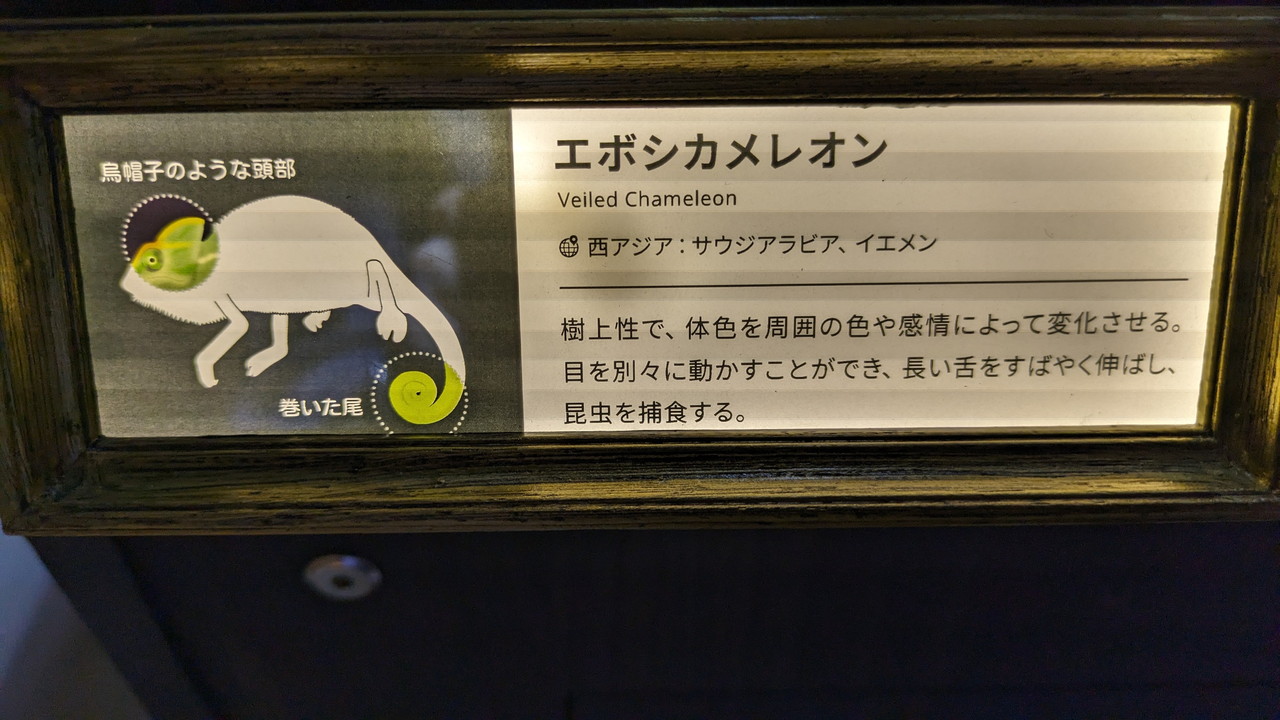 烏帽子のような頭部
巻いた尾
エボシカメレオン
Veiled Chameleon
西アジア：サウジアラビア、イエメン
樹上性で、体色を周囲の色や感情によって変化させる。
目を別々に動かすことができ、長い舌をすばやく伸ばし、
昆虫を捕食する。